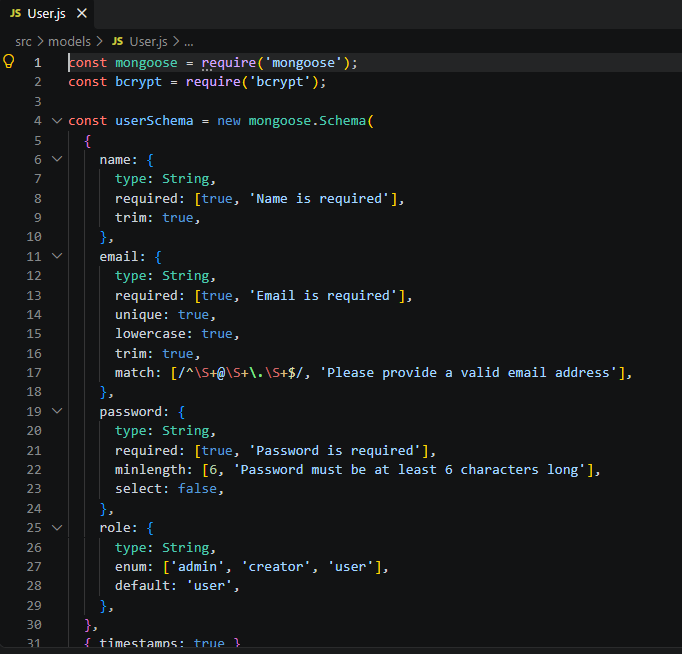 JS User.js ×
src > models > JS User.js > ...
1 const mongoose = require('mongoose');
2 const bcrypt = require('bcrypt');
3
4 const userSchema = new mongoose.Schema(
5 {
6 name: {
7 type: String,
8 required: [true, 'Name is required'],
9 trim: true,
10 },
11 email: {
12 type: String,
13 required: [true, 'Email is required'],
14 unique: true,
15 lowercase: true,
16 trim: true,
17 match: [/^\S+@\S+\.\S+$/, 'Please provide a valid email address'],
18 },
19 password: {
20 type: String,
21 required: [true, 'Password is required'],
22 minlength: [6, 'Password must be at least 6 characters long'],
23 select: false,
24 },
25 role: {
26 type: String,
27 enum: ['admin', 'creator', 'user'],
28 default: 'user',
29 },
30 },
31 { timestamps: true }